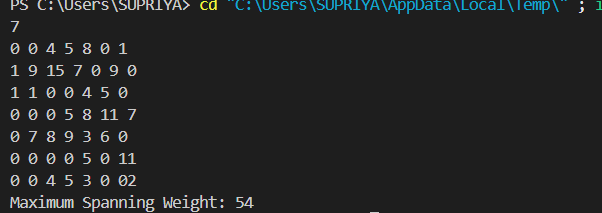 PS C:\Users\SUPRIYA> cd "C:\Users\SUPRIYA\AppData\Local\Temp\" ; i
7
0 0 4 5 8 0 1
1 9 15 7 0 9 0
1 1 0 0 4 5 0
0 0 0 5 8 11 7
0 7 8 9 3 6 0
0 0 0 0 5 0 11
0 0 4 5 3 0 02
Maximum Spanning Weight: 54